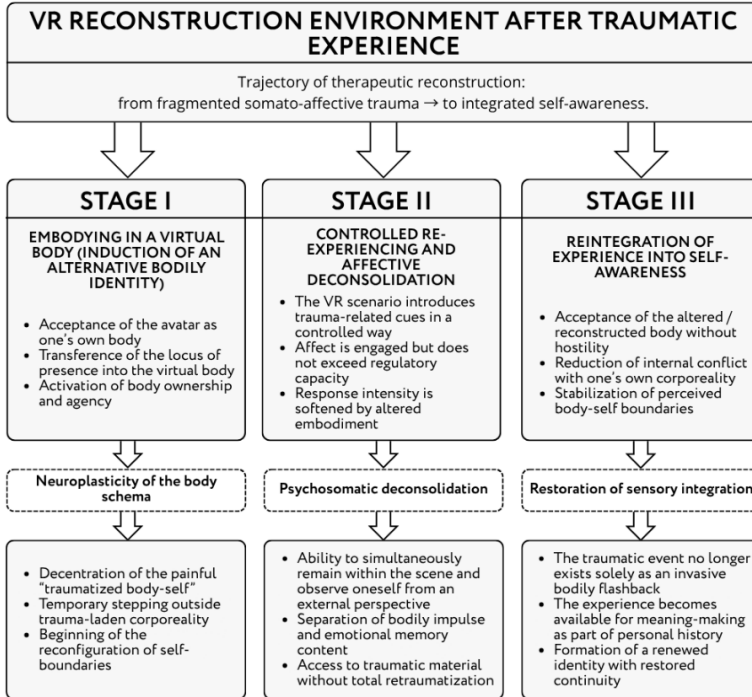 VR RECONSTRUCTION ENVIRONMENT AFTER TRAUMATIC
EXPERIENCE
Trajectory of therapeutic reconstruction:
from fragmented somato-affective trauma → to integrated self-awareness.
STAGE I
EMBODYING IN A VIRTUAL
BODY (INDUCTION OF AN
ALTERNATIVE BODILY
IDENTITY)
• Acceptance of the avatar as
one's own body
• Transference of the locus of
presence into the virtual body
• Activation of body ownership
and agency
Neuroplasticity of the body
schema
• Decentration of the painful
"traumatized body-self"
• Temporary stepping outside
trauma-laden corporeality
• Beginning of the
reconfiguration of self-
boundaries
STAGE II
CONTROLLED RE-
EXPERIENCING AND
AFFECTIVE
DECONSOLIDATION
• The VR scenario introduces
trauma-related cues in a
controlled way
• Affect is engaged but does
not exceed regulatory
capacity
• Response intensity is
softened by altered
embodiment
Psychosomatic deconsolidation
• Ability to simultaneously
remain within the scene and
observe oneself from an
external perspective
• Separation of bodily impulse
and emotional memory
content
• Access to traumatic material
without total retraumatization
STAGE III
REINTEGRATION OF
EXPERIENCE INTO SELF-
AWARENESS
• Acceptance of the altered /
reconstructed body without
hostility
• Reduction of internal conflict
with one's own corporeality
• Stabilization of perceived
body-self boundaries
Restoration of sensory integration
• The traumatic event no longer
exists solely as an invasive
bodily flashback
• The experience becomes
available for meaning-making
as part of personal history
• Formation of a renewed
identity with restored
continuity